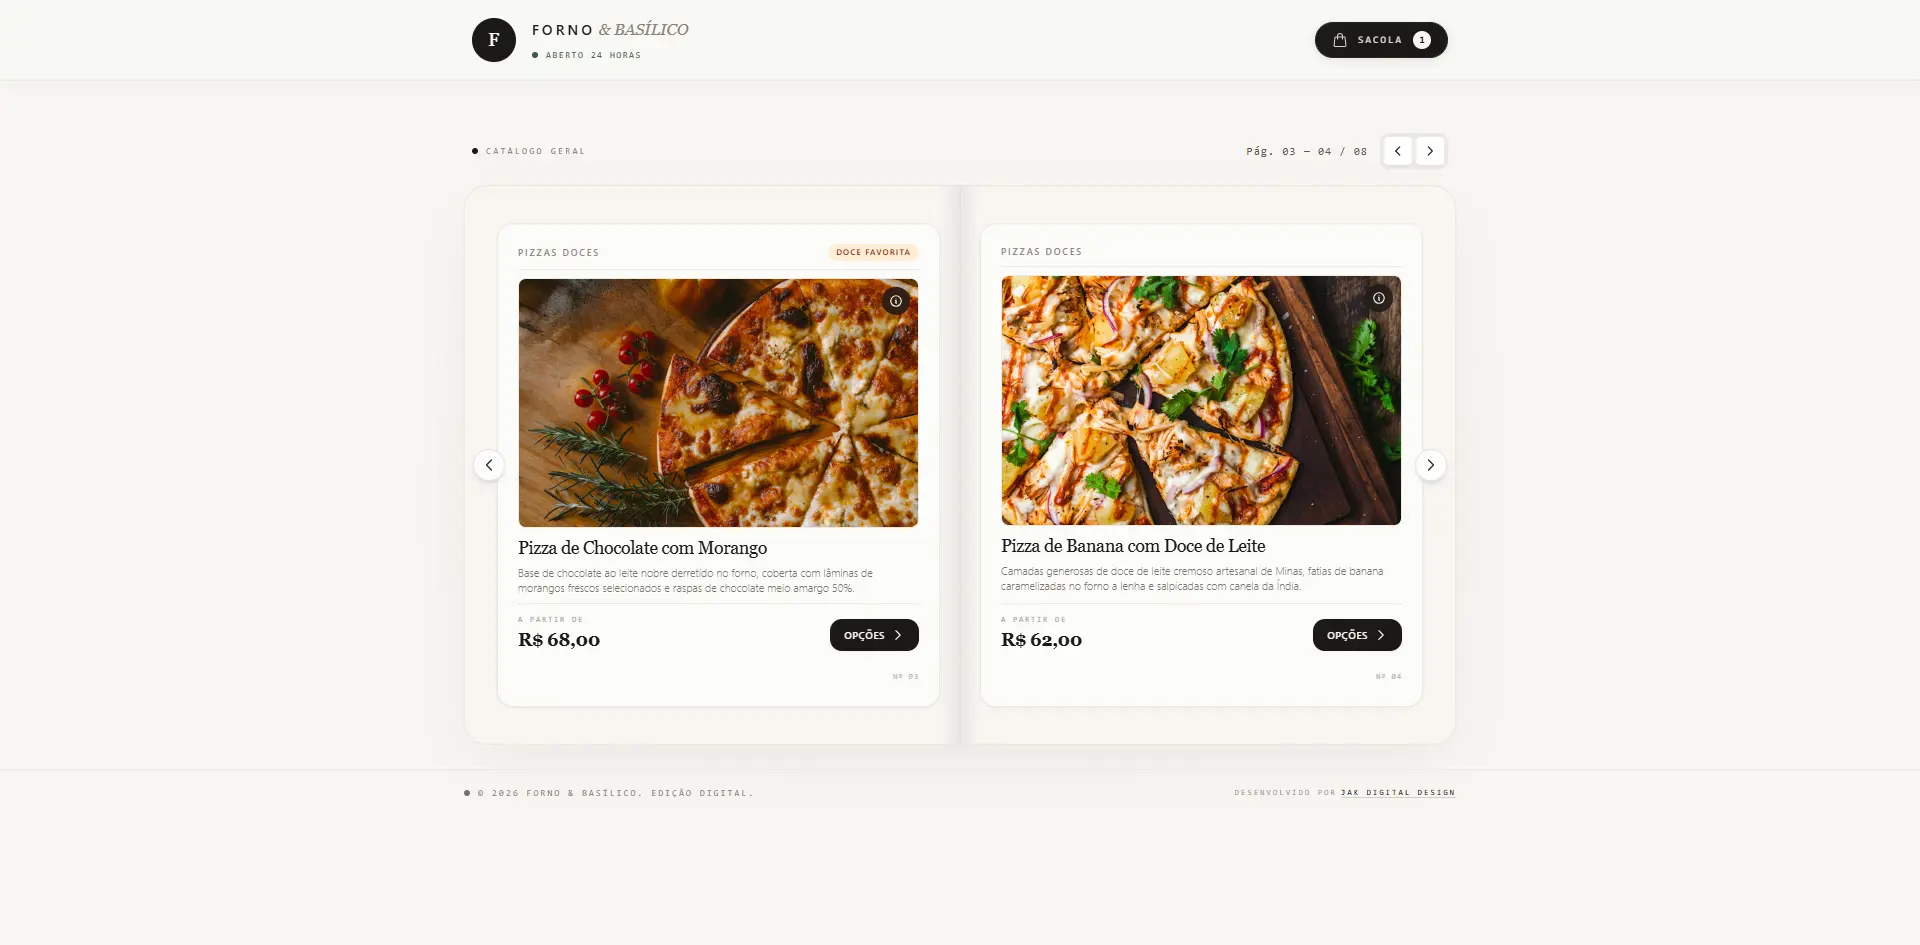 F
FORNO & BASÍLICO
ABERTO 24 HORAS
SACOLA 1
CATÁLOGO GERAL
Pág. 03 — 04 / 08
PIZZAS DOCES
DOCE FAVORITA
Pizza de Chocolate com Morango
Base de chocolate ao leite nobre derretido no forno, coberta com lâminas de
morangos frescos selecionados e raspas de chocolate meio amargo 50%.
A PARTIR DE
R$ 68,00
OPÇÕES
Nº 03
PIZZAS DOCES
Pizza de Banana com Doce de Leite
Camadas generosas de doce de leite cremoso artesanal de Minas, fatias de banana
caramelizadas no forno a lenha e salpicadas com canela da Índia.
A PARTIR DE
R$ 62,00
OPÇÕES
Nº 04
© 2026 FORNO & BASÍLICO. EDIÇÃO DIGITAL.
DESENVOLVIDO POR JAK DIGITAL DESIGN